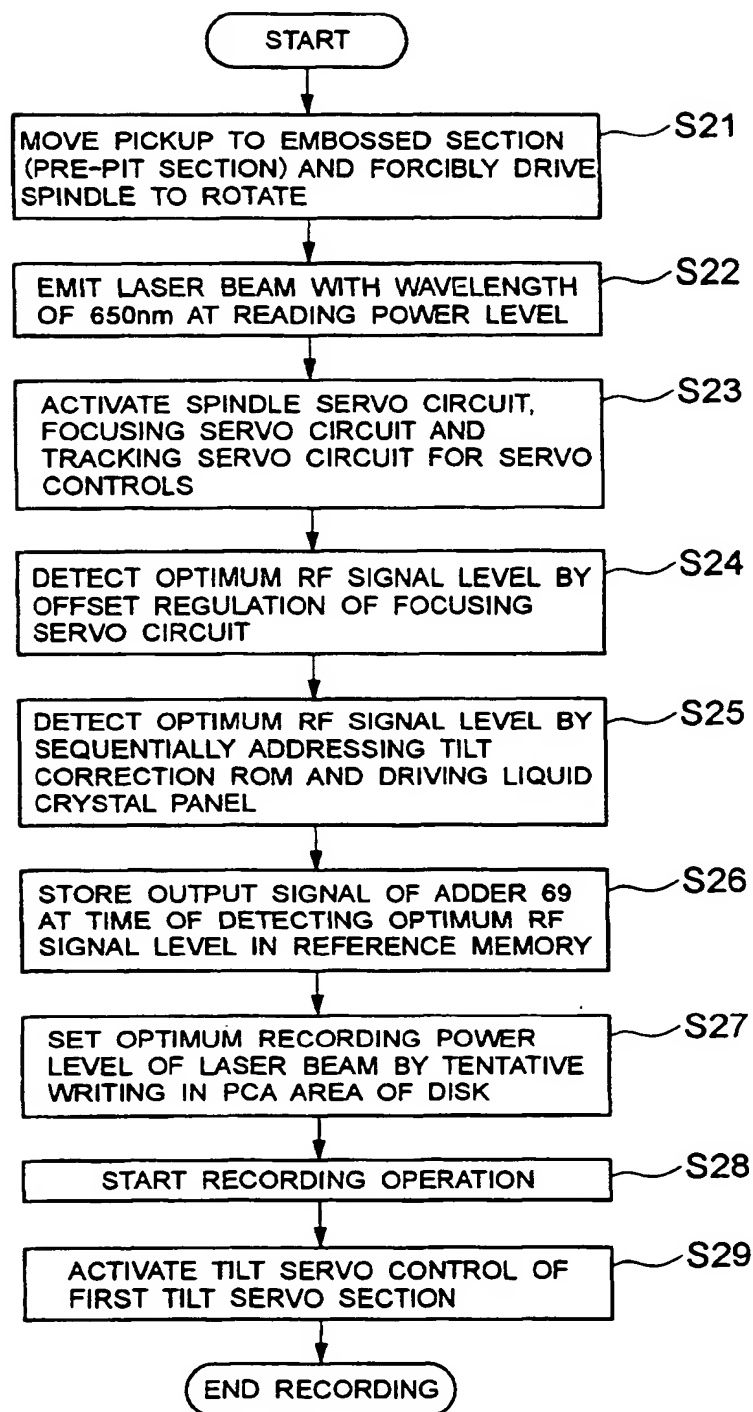 START
MOVE PICKUP TO EMBOSSED SECTION
(PRE-PIT SECTION) AND FORCIBLY DRIVE
SPINDLE TO ROTATE
S21
EMIT LASER BEAM WITH WAVELENGTH
OF 650nm AT READING POWER LEVEL
S22
ACTIVATE SPINDLE SERVO CIRCUIT,
FOCUSING SERVO CIRCUIT AND
TRACKING SERVO CIRCUIT FOR SERVO
CONTROLS
S23
DETECT OPTIMUM RF SIGNAL LEVEL BY
OFFSET REGULATION OF FOCUSING
SERVO CIRCUIT
S24
DETECT OPTIMUM RF SIGNAL LEVEL BY
SEQUENTIALLY ADDRESSING TILT
CORRECTION ROM AND DRIVING LIQUID
CRYSTAL PANEL
S25
STORE OUTPUT SIGNAL OF ADDER 69
AT TIME OF DETECTING OPTIMUM RF
SIGNAL LEVEL IN REFERENCE MEMORY
S26
SET OPTIMUM RECORDING POWER
LEVEL OF LASER BEAM BY TENTATIVE
WRITING IN PCA AREA OF DISK
S27
START RECORDING OPERATION
S28
ACTIVATE TILT SERVO CONTROL OF
FIRST TILT SERVO SECTION
S29
END RECORDING